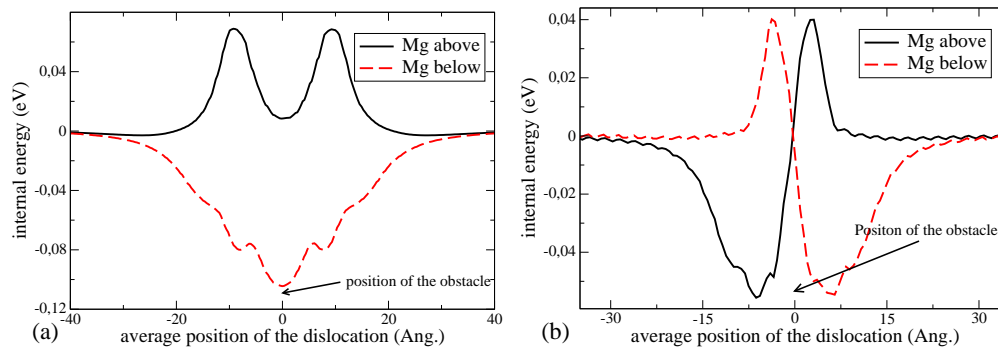 internal energy (eV)
0,04
0
-0,04
-0,08
-0,12
Mg above
Mg below
position of the obstacle
-40
-20
0
20
40
(a)
average position of the dislocation (Ang.)
internal energy (eV)
0,04
0,02
0
-0,02
-0,04
Mg above
Mg below
Positon of the obstacle
-30
-15
0
15
30
(b)
average position of the dislocation (Ang.)